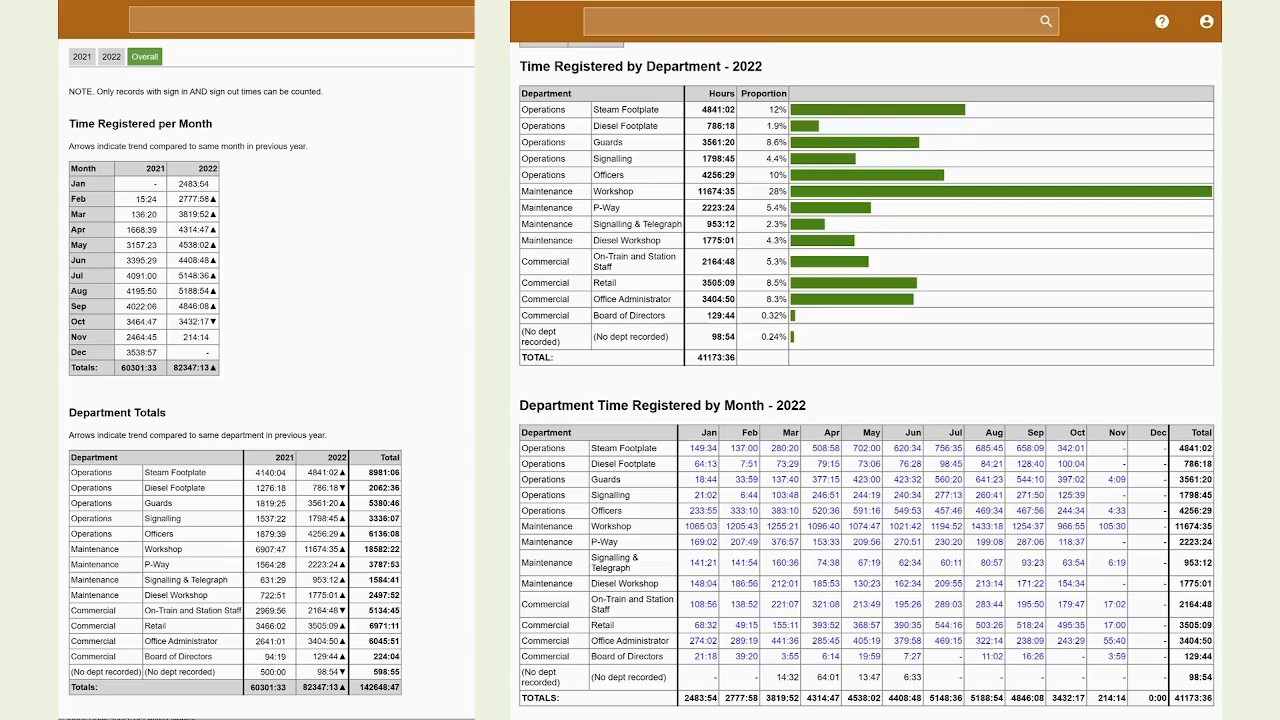 2021 2022 Overall
NOTE. Only records with sign in AND sign out times can be counted.
Time Registered per Month
Arrows indicate trend compared to same month in previous year.
Month 2021 2022
Jan - 2483:54
Feb 15:24 2777:58▲
Mar 136:20 3819:52▲
Apr 1668:39 4314:47▲
May 3157:23 4538:02▲
Jun 3395:29 4408:48▲
Jul 4091:00 5148:36▲
Aug 4195:50 5188:54▲
Sep 4022:06 4846:08▲
Oct 3464:47 3432:17▼
Nov 2464:45 214:14
Dec 3538:57 -
Totals: 60301:33 82347:13▲
Department Totals
Arrows indicate trend compared to same department in previous year.
Department 2021 2022 Total
Operations Steam Footplate 4140:04 4841:02▲ 8981:06
Operations Diesel Footplate 1276:18 786:18▼ 2062:36
Operations Guards 1819:25 3561:20▲ 5380:46
Operations Signalling 1537:22 1798:45▲ 3336:07
Operations Officers 1879:39 4256:29▲ 6136:08
Maintenance Workshop 6907:47 11674:35▲ 18582:22
Maintenance P-Way 1564:28 2223:24▲ 3787:53
Maintenance Signalling & Telegraph 631:29 953:12▲ 1584:41
Maintenance Diesel Workshop 722:51 1775:01▲ 2497:52
Commercial On-Train and Station Staff 2969:56 2164:48▼ 5134:45
Commercial Retail 3466:02 3505:09▲ 6971:11
Commercial Office Administrator 2641:01 3404:50▲ 6045:51
Commercial Board of Directors 94:19 129:44▲ 224:04
(No dept recorded) (No dept recorded) 500:00 98:54▼ 598:55
Totals: 60301:33 82347:13▲ 142648:47
Time Registered by Department - 2022
Department Hours Proportion
Operations Steam Footplate 4841:02 12%
Operations Diesel Footplate 786:18 1.9%
Operations Guards 3561:20 8.6%
Operations Signalling 1798:45 4.4%
Operations Officers 4256:29 10%
Maintenance Workshop 11674:35 28%
Maintenance P-Way 2223:24 5.4%
Maintenance Signalling & Telegraph 953:12 2.3%
Maintenance Diesel Workshop 1775:01 4.3%
Commercial On-Train and Station Staff 2164:48 5.3%
Commercial Retail 3505:09 8.5%
Commercial Office Administrator 3404:50 8.3%
Commercial Board of Directors 129:44 0.32%
(No dept recorded) (No dept recorded) 98:54 0.24%
TOTAL: 41173:36
Department Time Registered by Month - 2022
Department Jan Feb Mar Apr May Jun Jul Aug Sep Oct Nov Dec Total
Operations Steam Footplate 149:34 137:00 280:20 508:58 702:00 620:34 756:35 685:45 658:09 342:01 - - 4841:02
Operations Diesel Footplate 64:13 7:51 73:29 79:15 73:06 76:28 98:45 84:21 128:40 100:04 - - 786:18
Operations Guards 18:44 33:59 137:40 377:15 423:00 423:32 560:20 641:23 544:10 397:02 4:09 - 3561:20
Operations Signalling 21:02 6:44 103:48 246:51 244:19 240:34 277:13 260:41 271:50 125:39 - - 1798:45
Operations Officers 233:55 333:10 383:10 520:36 591:16 549:53 457:46 469:34 467:56 244:34 4:33 - 4256:29
Maintenance Workshop 1065:03 1205:43 1255:21 1096:40 1074:47 1021:42 1194:52 1433:18 1254:37 966:55 105:30 - 11674:35
Maintenance P-Way 169:02 207:49 376:57 153:33 209:56 270:51 230:20 199:08 287:06 118:37 - - 2223:24
Maintenance Signalling & Telegraph 141:21 141:54 160:36 74:38 67:19 62:34 60:11 80:57 93:23 63:54 6:19 - 953:12
Maintenance Diesel Workshop 148:04 186:56 212:01 185:53 130:23 162:34 209:55 213:14 171:22 154:34 - - 1775:01
Commercial On-Train and Station Staff 108:56 138:52 221:07 321:08 213:49 195:26 289:03 283:44 195:50 179:47 17:02 - 2164:48
Commercial Retail 68:32 49:15 155:11 393:52 368:57 390:35 544:16 503:26 518:24 495:35 17:00 - 3505:09
Commercial Office Administrator 274:02 289:19 441:36 285:45 405:19 379:58 469:15 322:14 238:09 243:29 55:40 - 3404:50
Commercial Board of Directors 21:18 39:20 3:55 6:14 19:59 7:27 - 11:02 16:26 - 3:59 - 129:44
(No dept recorded) (No dept recorded) - - 14:32 64:01 13:47 6:33 - - - - - - 98:54
TOTALS: 2483:54 2777:58 3819:52 4314:47 4538:02 4408:48 5148:36 5188:54 4846:08 3432:17 214:14 0:00 41173:36